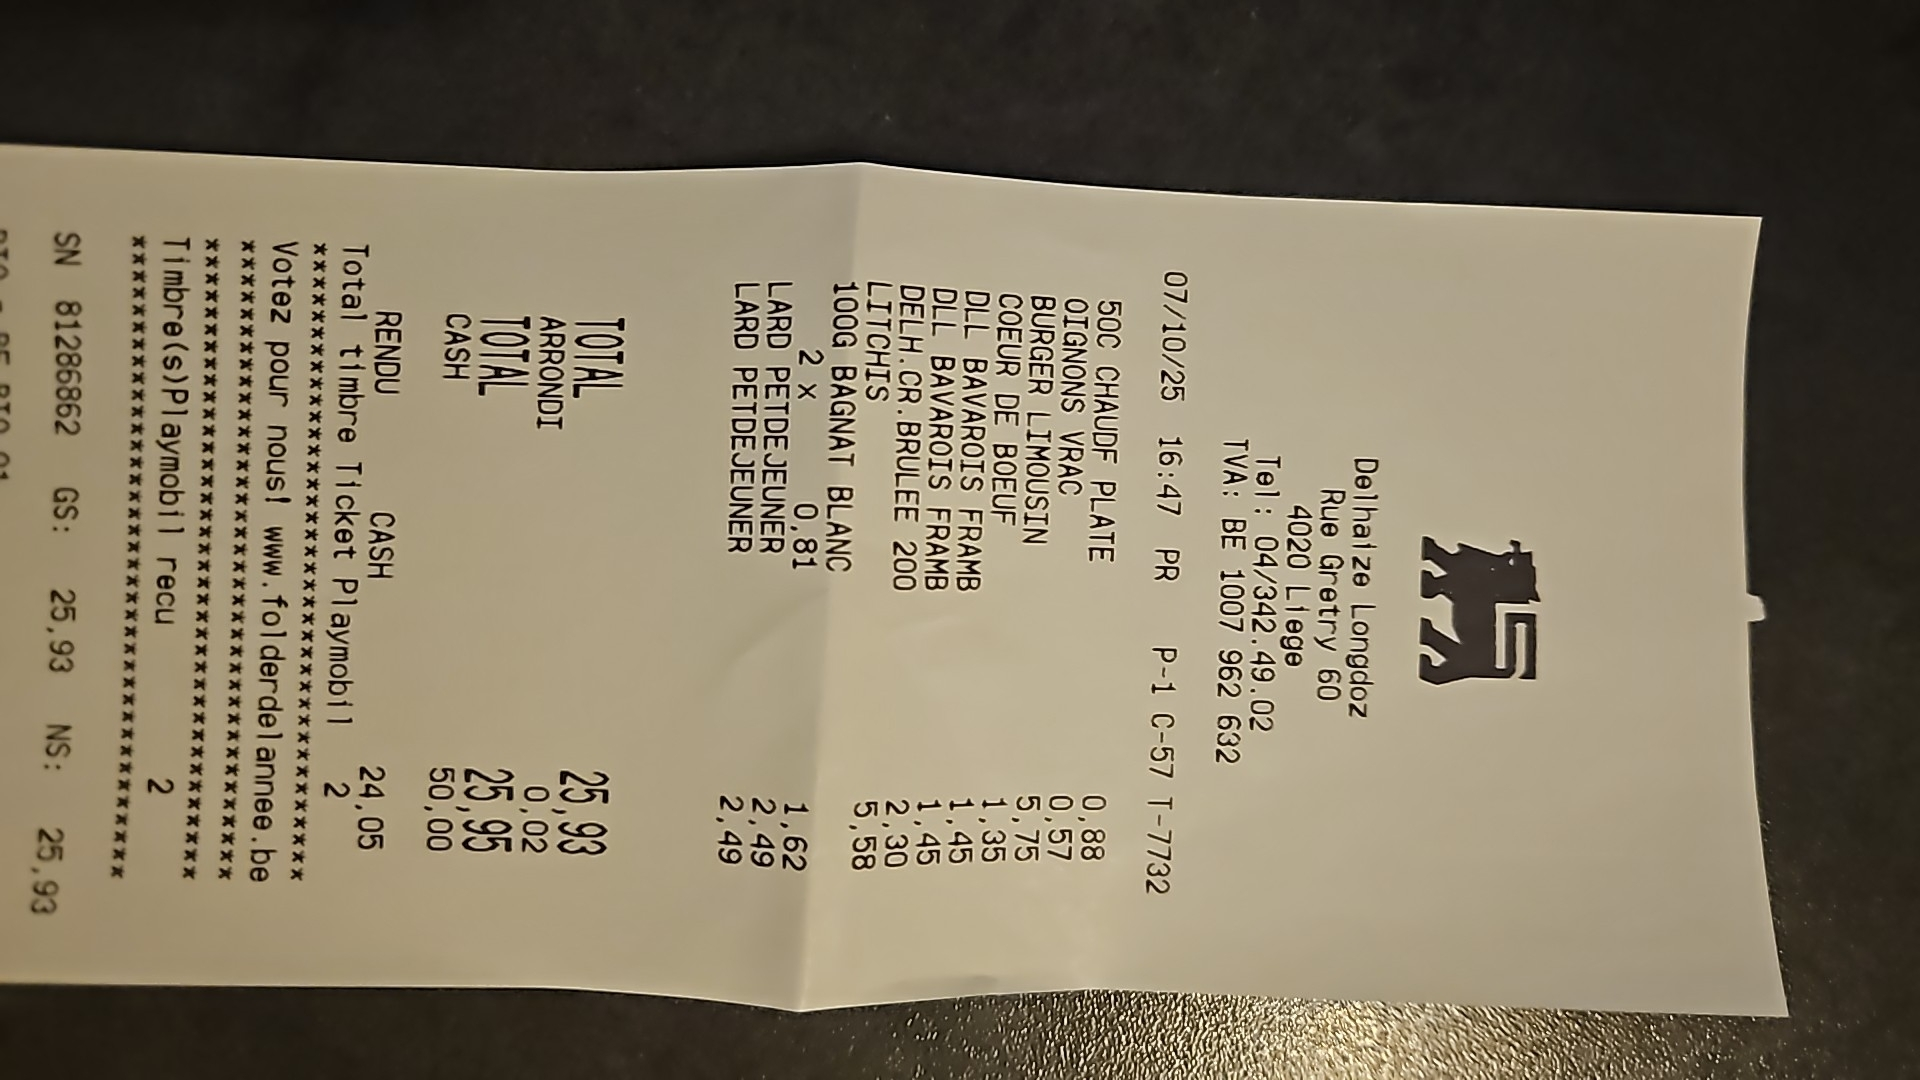 Delhaize Longdoz
Rue Gretry 60
4020 Liege
Tel: 04/342.49.02
TVA: BE 1007 962 632
07/10/25 16:47 PR P-1 C-57 T-7732
50C CHAUDF PLATE 0,88
OIGNONS VRAC 0,57
BURGER LIMOUSIN 5,75
COEUR DE BOEUF 1,35
DLL BAVAROIS FRAMB 1,45
DLL BAVAROIS FRAMB 1,45
DELH.CR.BRULEE 200 2,30
LITCHIS 5,58
100G BAGNAT BLANC
2 x 0,81 1,62
LARD PETDEJEUNER 2,49
LARD PETDEJEUNER 2,49
TOTAL 25,93
ARRONDI 0,02
TOTAL 25,95
CASH 50,00
RENDU CASH 24,05
Total timbre Ticket Playmobil 2
************************************
Votez pour nous! www.folderdelannee.be
************************************
************************************
Timbre(s)Playmobil recu 2
************************************
SN 81286862 GS: 25,93 NS: 25,93